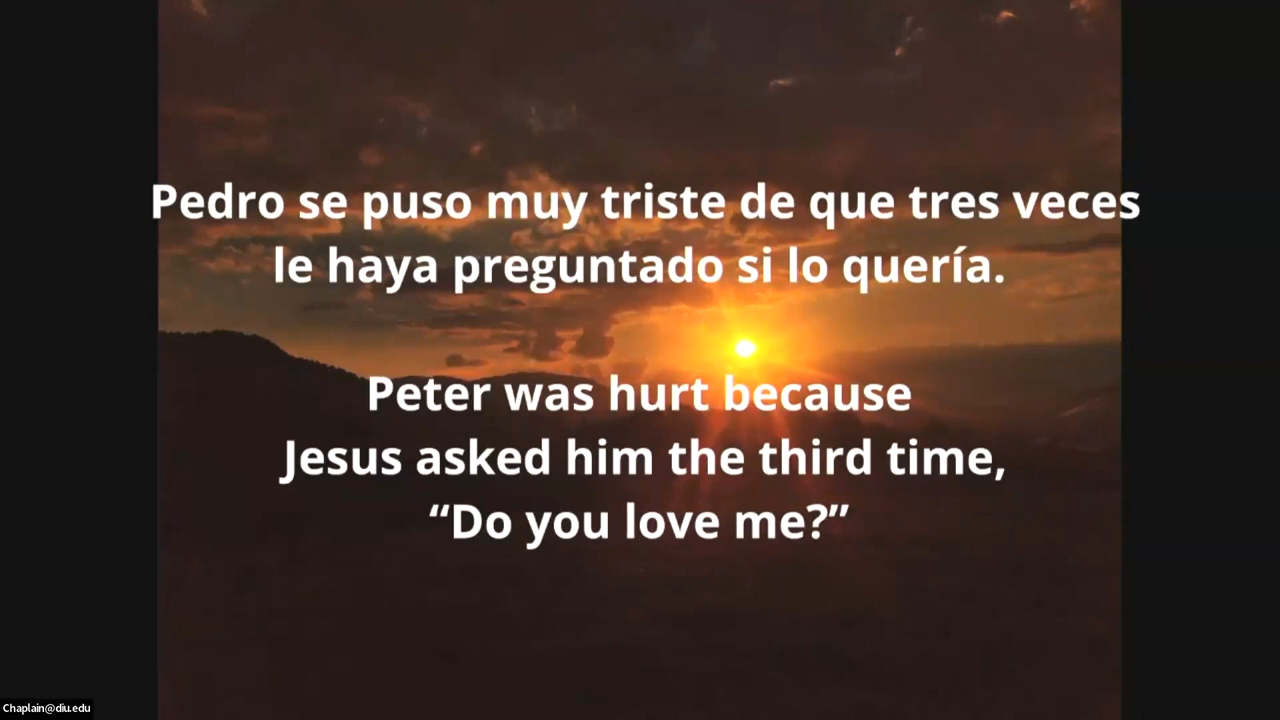 Pedro se puso muy triste de que tres veces
le haya preguntado si lo quería.
Peter was hurt because
Jesus asked him the third time,
“Do you love me?”
Chaplain@diu.edu